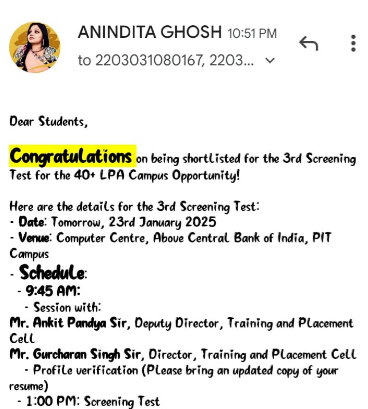 ANINDITA GHOSH 10:51 PM
to 2203031080167, 2203...
Dear Students,
Congratulations on being shortlisted for the 3rd Screening
Test for the 40+ LPA Campus Opportunity!
Here are the details for the 3rd Screening Test:
- Date: Tomorrow, 23rd January 2025
- Venue: Computer Centre, Above Central Bank of India, PIT
Campus
- Schedule:
- 9:45 AM:
- Session with:
Mr. Ankit Pandya Sir, Deputy Director, Training and Placement
Cell
Mr. Gurcharan Singh Sir, Director, Training and Placement Cell
- Profile verification (Please bring an updated copy of your
resume)
- 1:00 PM: Screening Test